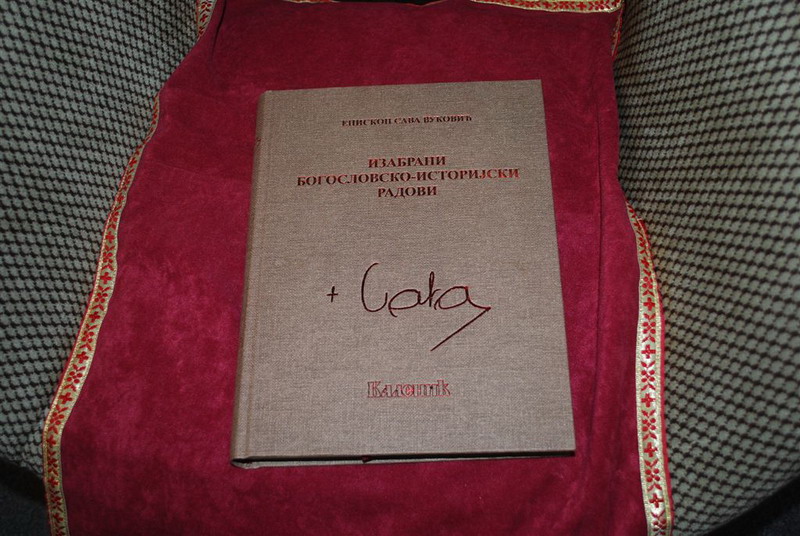 ЕПИСКОП САВА ВУКОВИЋ
ИЗАБРАНИ
БОГОСЛОВСКО-ИСТОРИЈСКИ
РАДОВИ
+ Сава
Каленић